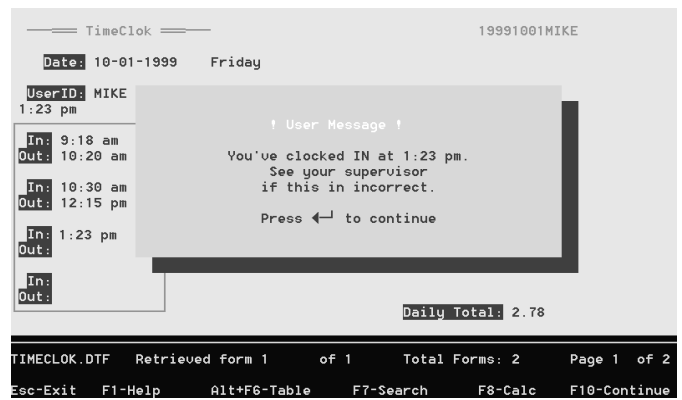 TimeClok 19991001MIKE
Date: 10-01-1999 Friday
UserID: MIKE
1:23 pm
! User Message !
In: 9:18 am
Out: 10:20 am
You've clocked IN at 1:23 pm.
See your supervisor
In: 10:30 am
if this in incorrect.
Out: 12:15 pm
Press ↵ to continue
In: 1:23 pm
Out:
In:
Out:
Daily Total: 2.78
TIMECLOK.DTF Retrieved form 1 of 1 Total Forms: 2 Page 1 of 2
Esc-Exit F1-Help Alt+F6-Table F7-Search F8-Calc F10-Continue